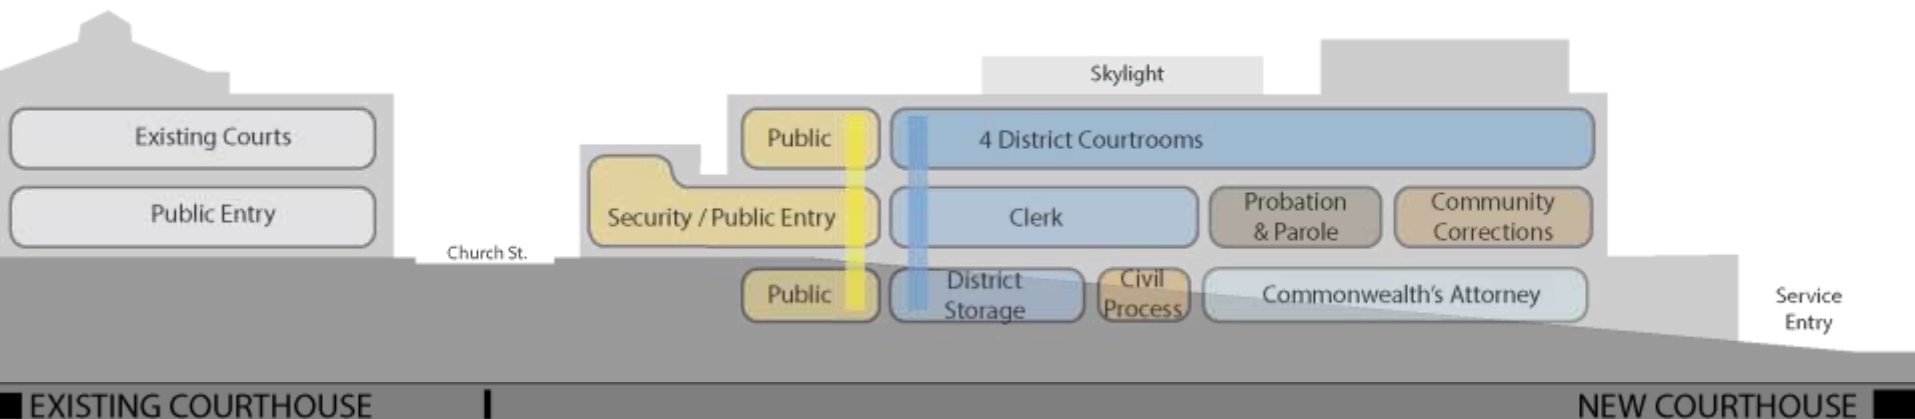 Skylight
Existing Courts
Public
4 District Courtrooms
Public Entry
Security / Public Entry
Clerk
Probation
& Parole
Community
Corrections
Church St.
Public
District
Storage
Civil
Process
Commonwealth's Attorney
Service
Entry
EXISTING COURTHOUSE
NEW COURTHOUSE